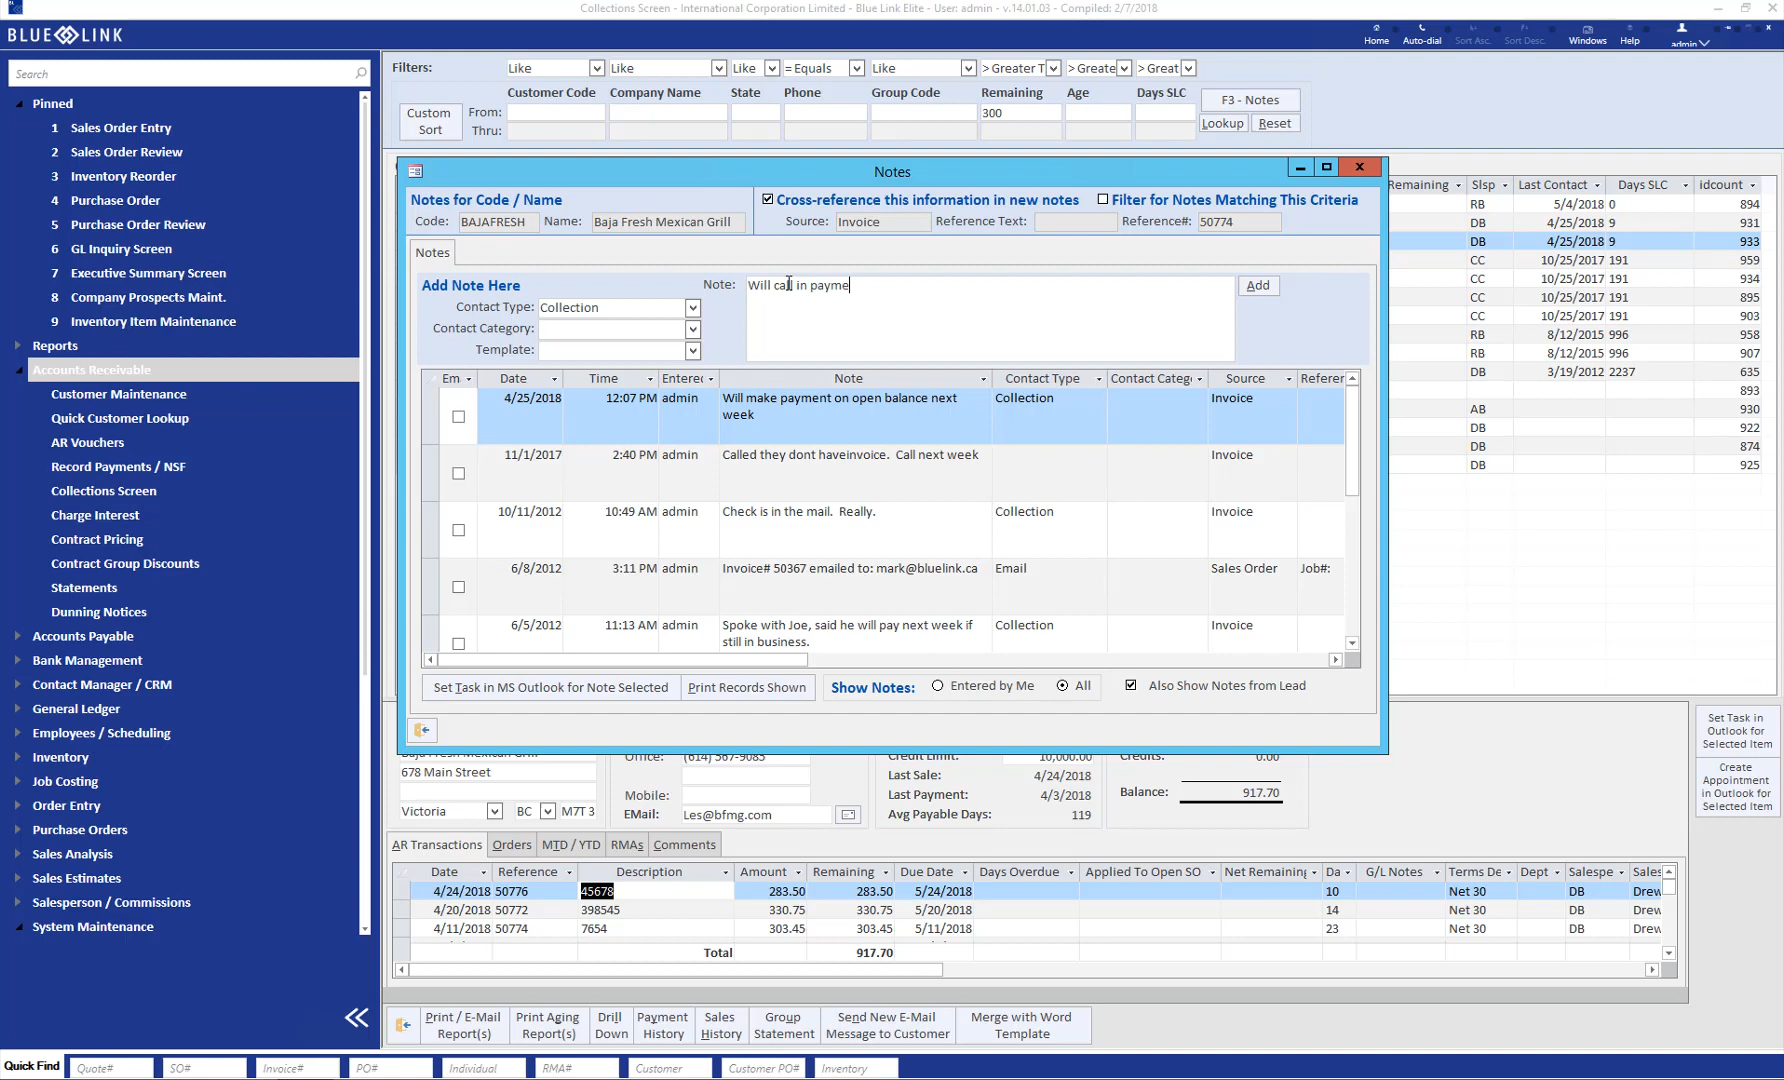 Collections Screen - International Corporation Limited - Blue Link Elite - User: admin - v.14.01.03 - Compiled: 2/7/2018
BLUE LINK
Home Auto-dial Sort Asc. Sort Desc. Windows Help admin
Search
Pinned
1 Sales Order Entry
2 Sales Order Review
3 Inventory Reorder
4 Purchase Order
5 Purchase Order Review
6 GL Inquiry Screen
7 Executive Summary Screen
8 Company Prospects Maint.
9 Inventory Item Maintenance
Reports
Accounts Receivable
Customer Maintenance
Quick Customer Lookup
AR Vouchers
Record Payments / NSF
Collections Screen
Charge Interest
Contract Pricing
Contract Group Discounts
Statements
Dunning Notices
Accounts Payable
Bank Management
Contact Manager / CRM
General Ledger
Employees / Scheduling
Inventory
Job Costing
Order Entry
Purchase Orders
Sales Analysis
Sales Estimates
Salesperson / Commissions
System Maintenance
Filters: Like Like Like = Equals Like > Greater T > Greate > Great
Customer Code Company Name State Phone Group Code Remaining Age Days SLC
F3 - Notes
Custom Sort
From: 300
Thru:
Lookup Reset
Remaining Slsp Last Contact Days SLC idcount
RB 5/4/2018 0 894
DB 4/25/2018 9 931
DB 4/25/2018 9 933
CC 10/25/2017 191 959
CC 10/25/2017 191 934
CC 10/25/2017 191 895
CC 10/25/2017 191 903
RB 8/12/2015 996 958
RB 8/12/2015 996 907
DB 3/19/2012 2237 635
893
AB 930
DB 922
DB 874
DB 925
Notes
Notes for Code / Name
Code: BAJAFRESH Name: Baja Fresh Mexican Grill
Cross-reference this information in new notes Filter for Notes Matching This Criteria
Source: Invoice Reference Text: Reference#: 50774
Notes
Add Note Here
Note: Will call in payme
Add
Contact Type: Collection
Contact Category:
Template:
Em Date Time Entered Note Contact Type Contact Categ Source Referer
4/25/2018 12:07 PM admin Will make payment on open balance next week Collection Invoice
11/1/2017 2:40 PM admin Called they dont haveinvoice. Call next week Invoice
10/11/2012 10:49 AM admin Check is in the mail. Really. Collection Invoice
6/8/2012 3:11 PM admin Invoice# 50367 emailed to: mark@bluelink.ca Email Sales Order Job#:
6/5/2012 11:13 AM admin Spoke with Joe, said he will pay next week if still in business. Collection Invoice
Set Task in MS Outlook for Note Selected Print Records Shown Show Notes: Entered by Me All Also Show Notes from Lead
Baja Fresh Mexican Grill
678 Main Street
Victoria BC M7T 3
Office: (614) 567-9085
Mobile:
EMail: Les@bfmg.com
Credit Limit: 10,000.00
Last Sale: 4/24/2018
Last Payment: 4/3/2018
Avg Payable Days: 119
Credits: 0.00
Balance: 917.70
Set Task in Outlook for Selected Item
Create Appointment in Outlook for Selected Item
AR Transactions Orders MTD / YTD RMAs Comments
Date Reference Description Amount Remaining Due Date Days Overdue Applied To Open SO Net Remaining Da G/L Notes Terms De Dept Salespe Sales
4/24/2018 50776 45678 283.50 283.50 5/24/2018 10 Net 30 DB Drew
4/20/2018 50772 398545 330.75 330.75 5/20/2018 14 Net 30 DB Drew
4/11/2018 50774 7654 303.45 303.45 5/11/2018 23 Net 30 DB Drew
Total 917.70
Print / E-Mail Report(s)
Print Aging Report(s)
Drill Down
Payment History
Sales History
Group Statement
Send New E-Mail Message to Customer
Merge with Word Template
Quick Find Quote# SO# Invoice# PO# Individual RMA# Customer Customer PO# Inventory